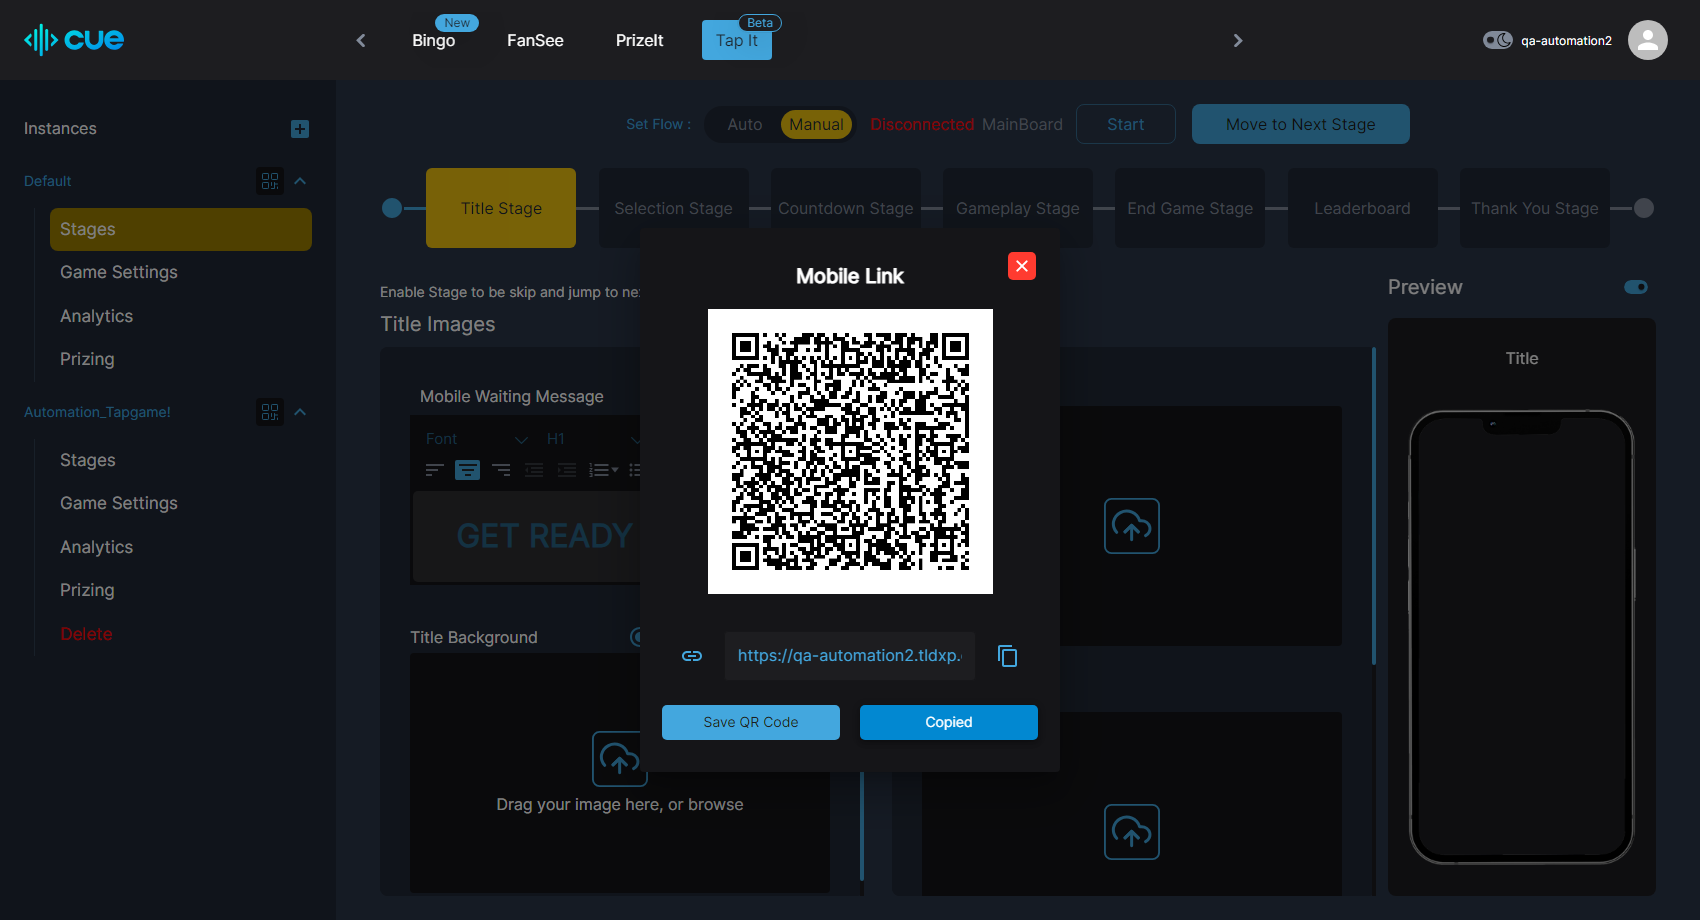 cue
Bingo
New
FanSee
PrizeIt
Tap It
Beta
qa-automation2
Instances
Default
Stages
Game Settings
Analytics
Prizing
Automation_Tapgame!
Stages
Game Settings
Analytics
Prizing
Delete
Set Flow :
Auto
Manual
Disconnected
MainBoard
Start
Move to Next Stage
Title Stage
Selection Stage
Countdown Stage
Gameplay Stage
End Game Stage
Leaderboard
Thank You Stage
Enable Stage to be skip and jump to
Title Images
Mobile Waiting Message
Font
H1
GET READY
Title Background
Drag your image here, or browse
Mobile Link
https://qa-automation2.tldxp.
Save QR Code
Copied
Preview
Title